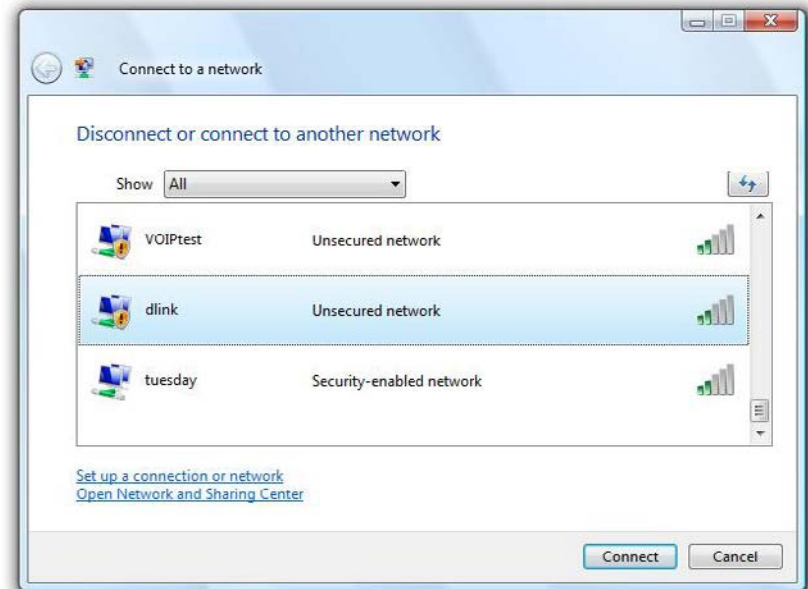 Connect to a network
Disconnect or connect to another network
Show All
VOIPtest Unsecured network
dlink Unsecured network
tuesday Security-enabled network
Set up a connection or network
Open Network and Sharing Center
Connect Cancel